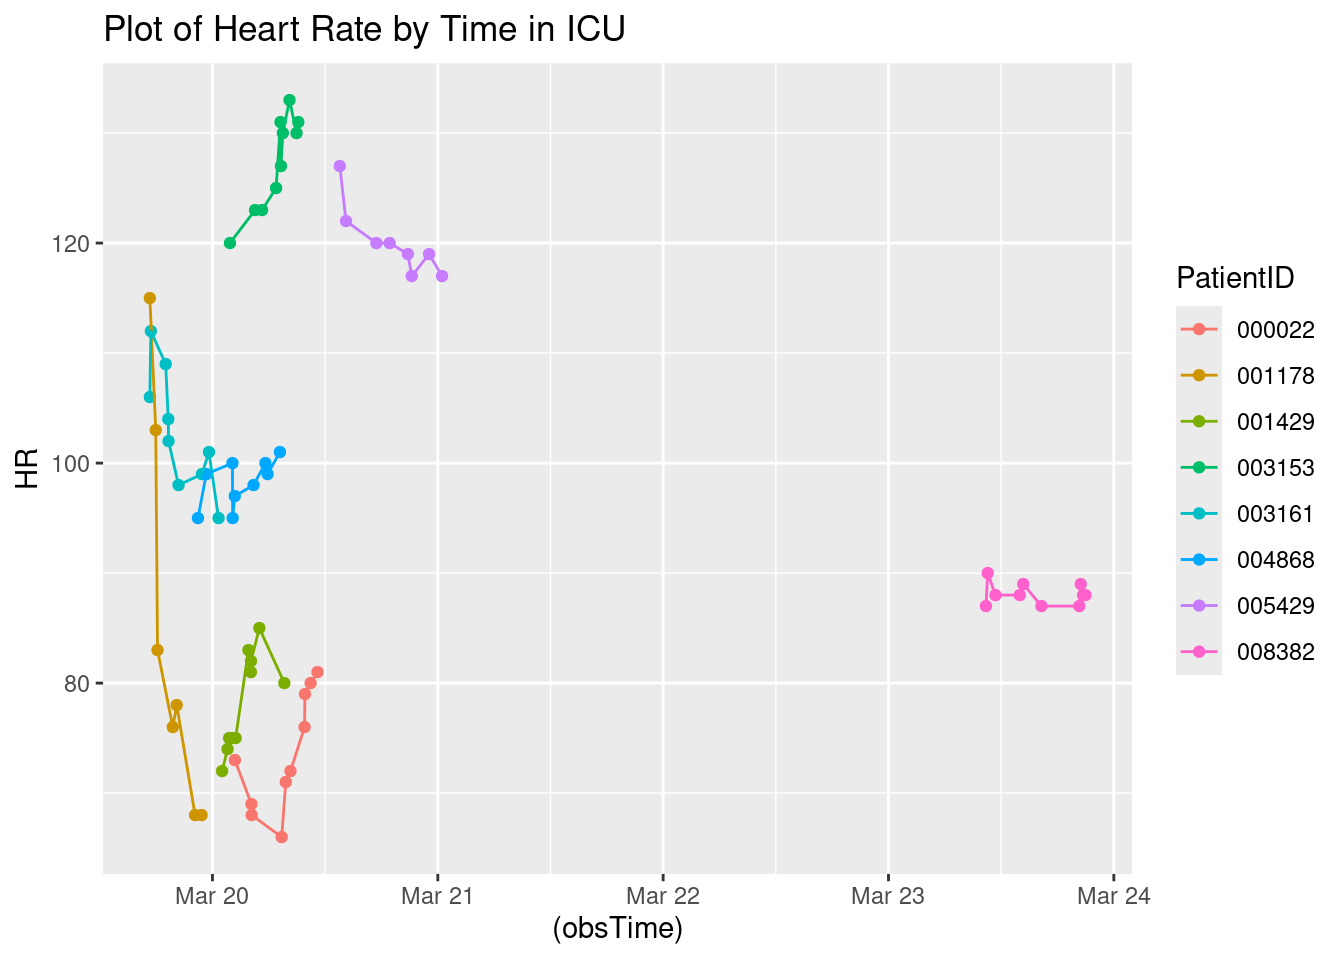 Plot of Heart Rate by Time in ICU
HR
120
100
80
Mar 20 Mar 21 Mar 22 Mar 23 Mar 24
(obsTime)
PatientID
000022
001178
001429
003153
003161
004868
005429
008382